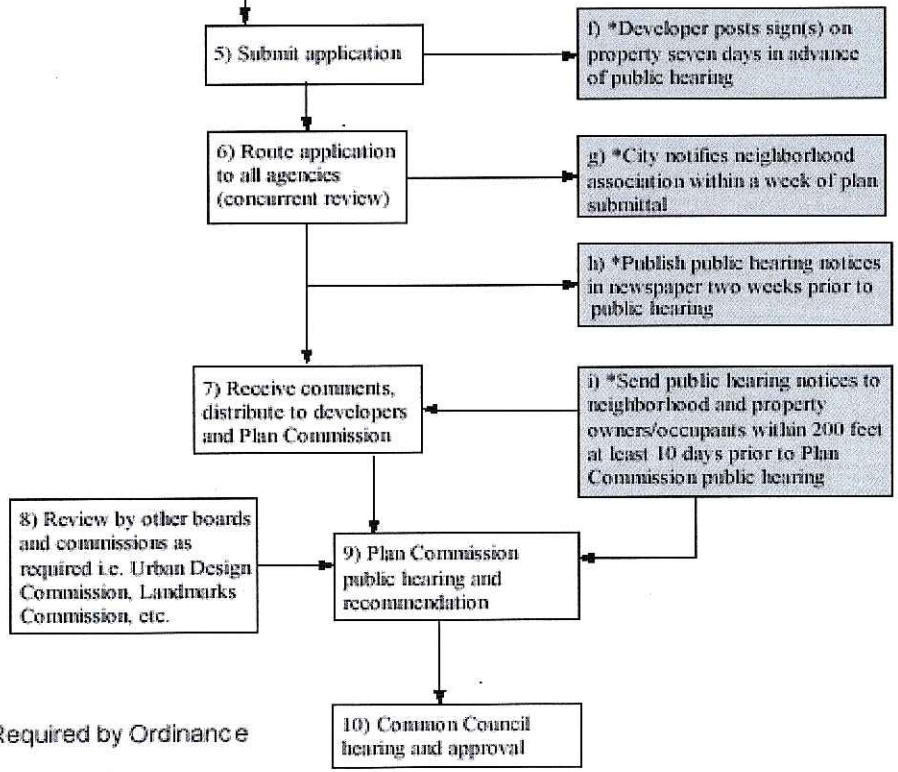 5) Submit application
f) *Developer posts sign(s) on
property seven days in advance
of public hearing
6) Route application
to all agencies
(concurrent review)
g) *City notifies neighborhood
association within a week of plan
submittal
h) *Publish public hearing notices
in newspaper two weeks prior to
public hearing
7) Receive comments,
distribute to developers
and Plan Commission
i) *Send public hearing notices to
neighborhood and property
owners/occupants within 200 feet
at least 10 days prior to Plan
Commission public hearing
8) Review by other boards
and commissions as
required i.e. Urban Design
Commission, Landmarks
Commission, etc.
9) Plan Commission
public hearing and
recommendation
10) Common Council
hearing and approval
Required by Ordinance